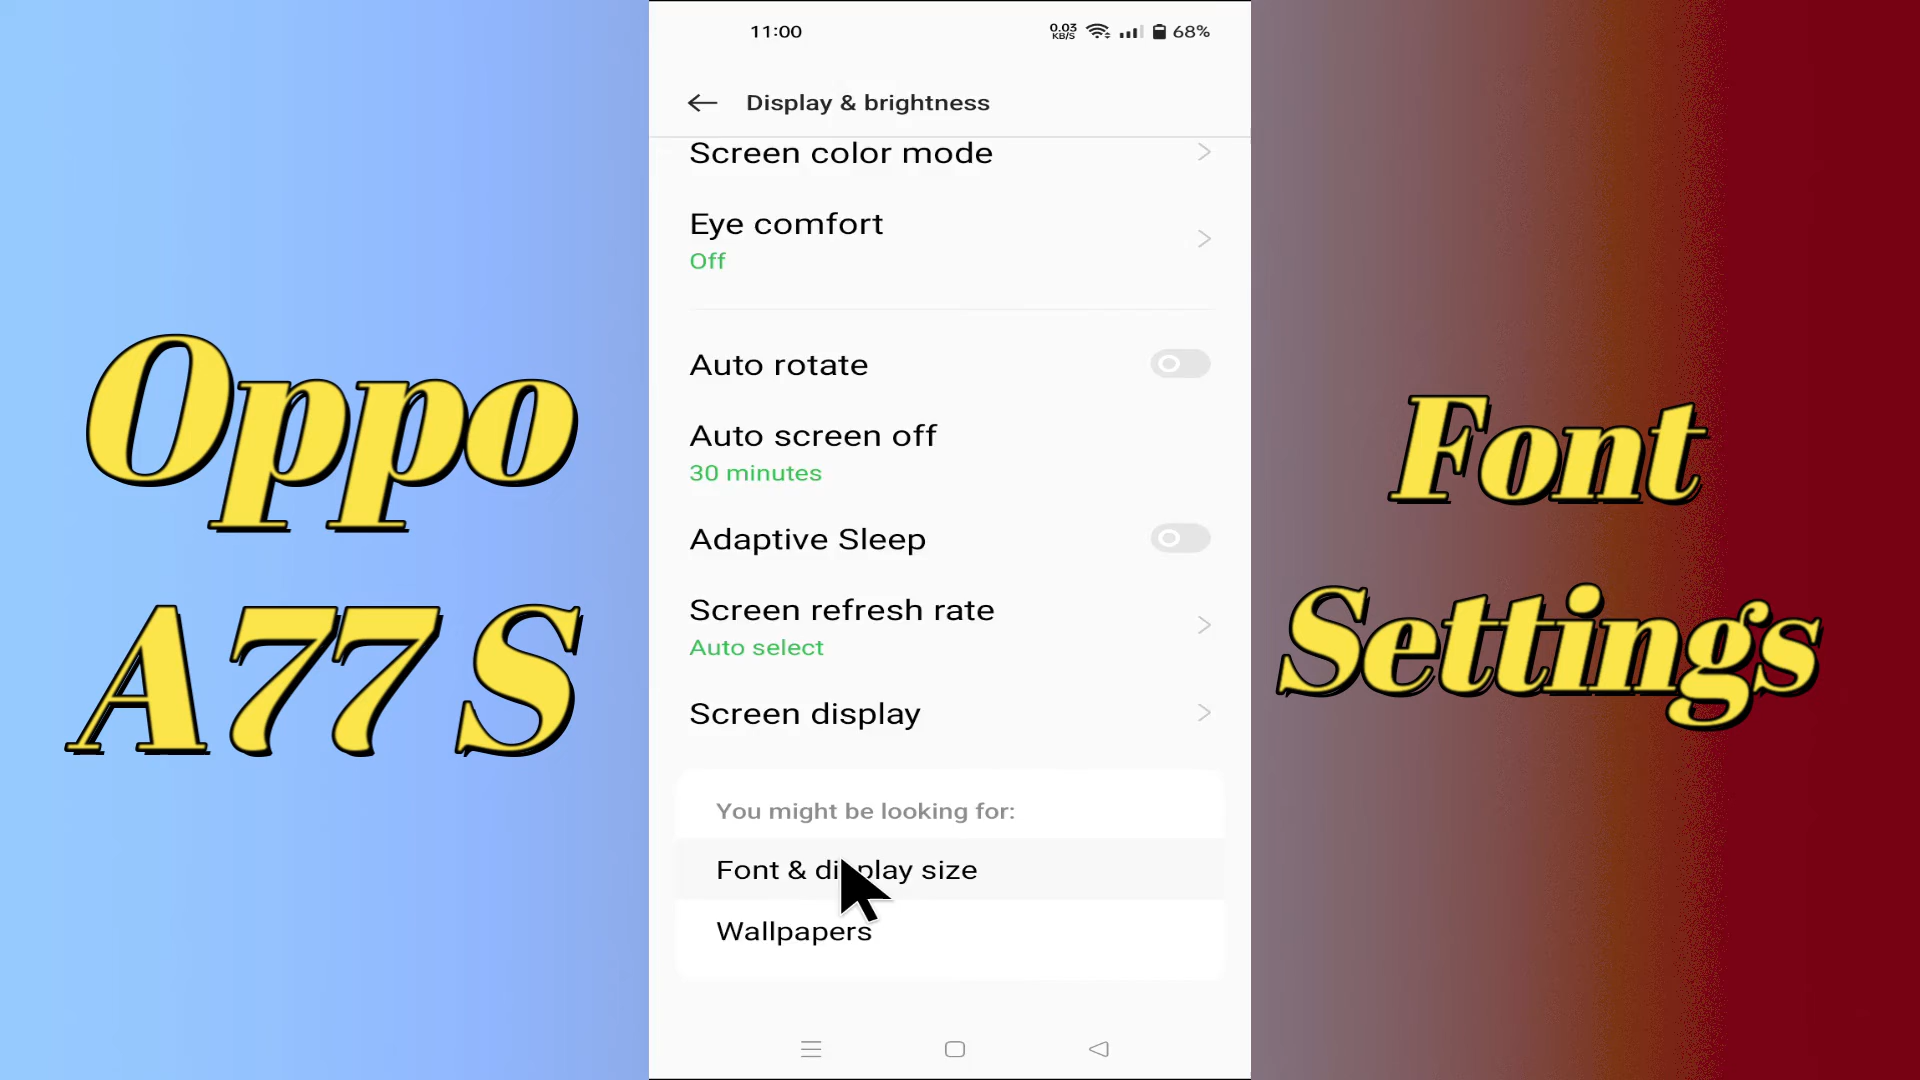 11:00
0.03 KB/S
68%
Display & brightness
Screen color mode
Eye comfort
Off
Auto rotate
Auto screen off
30 minutes
Adaptive Sleep
Screen refresh rate
Auto select
Screen display
You might be looking for:
Font & display size
Wallpapers
Oppo
A77 S
Font
Settings